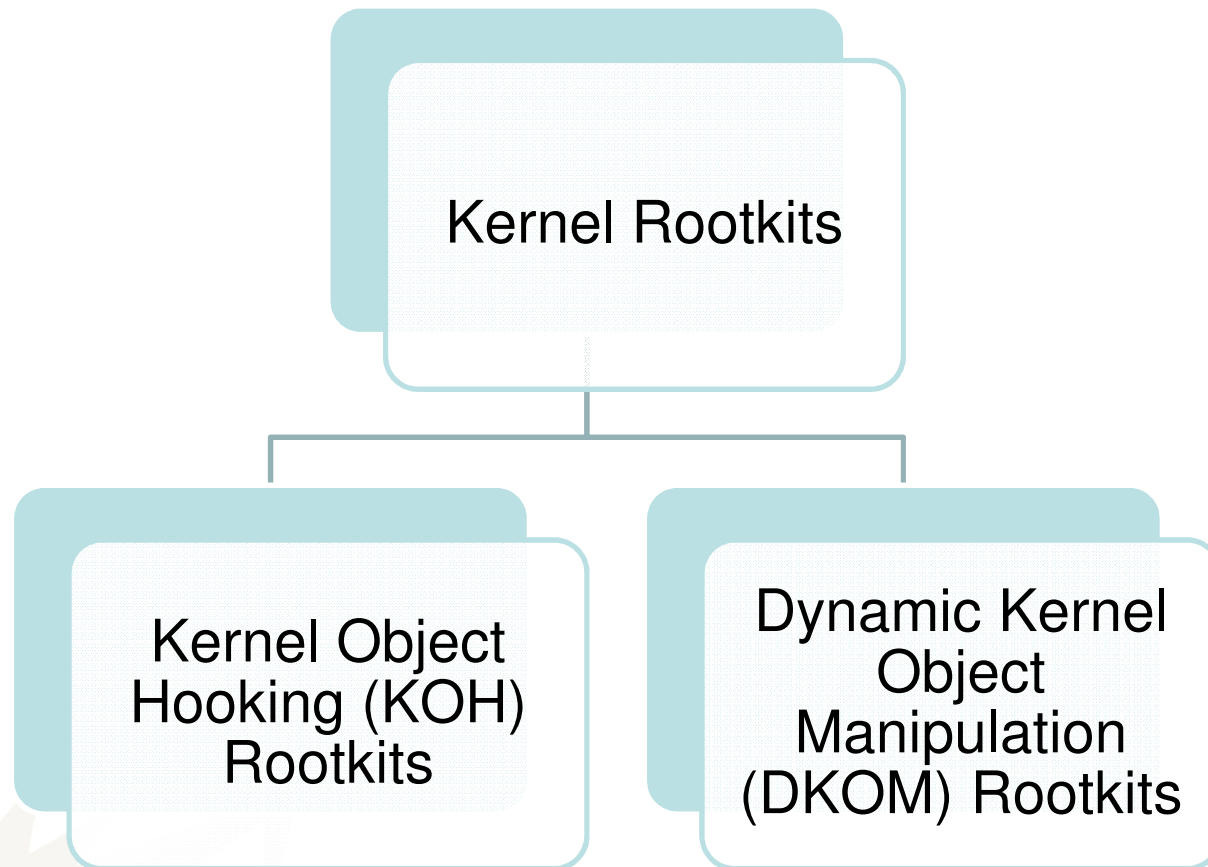 Kernel Rootkits
Kernel Object
Hooking (KOH)
Rootkits
Dynamic Kernel
Object
Manipulation
(DKOM) Rootkits